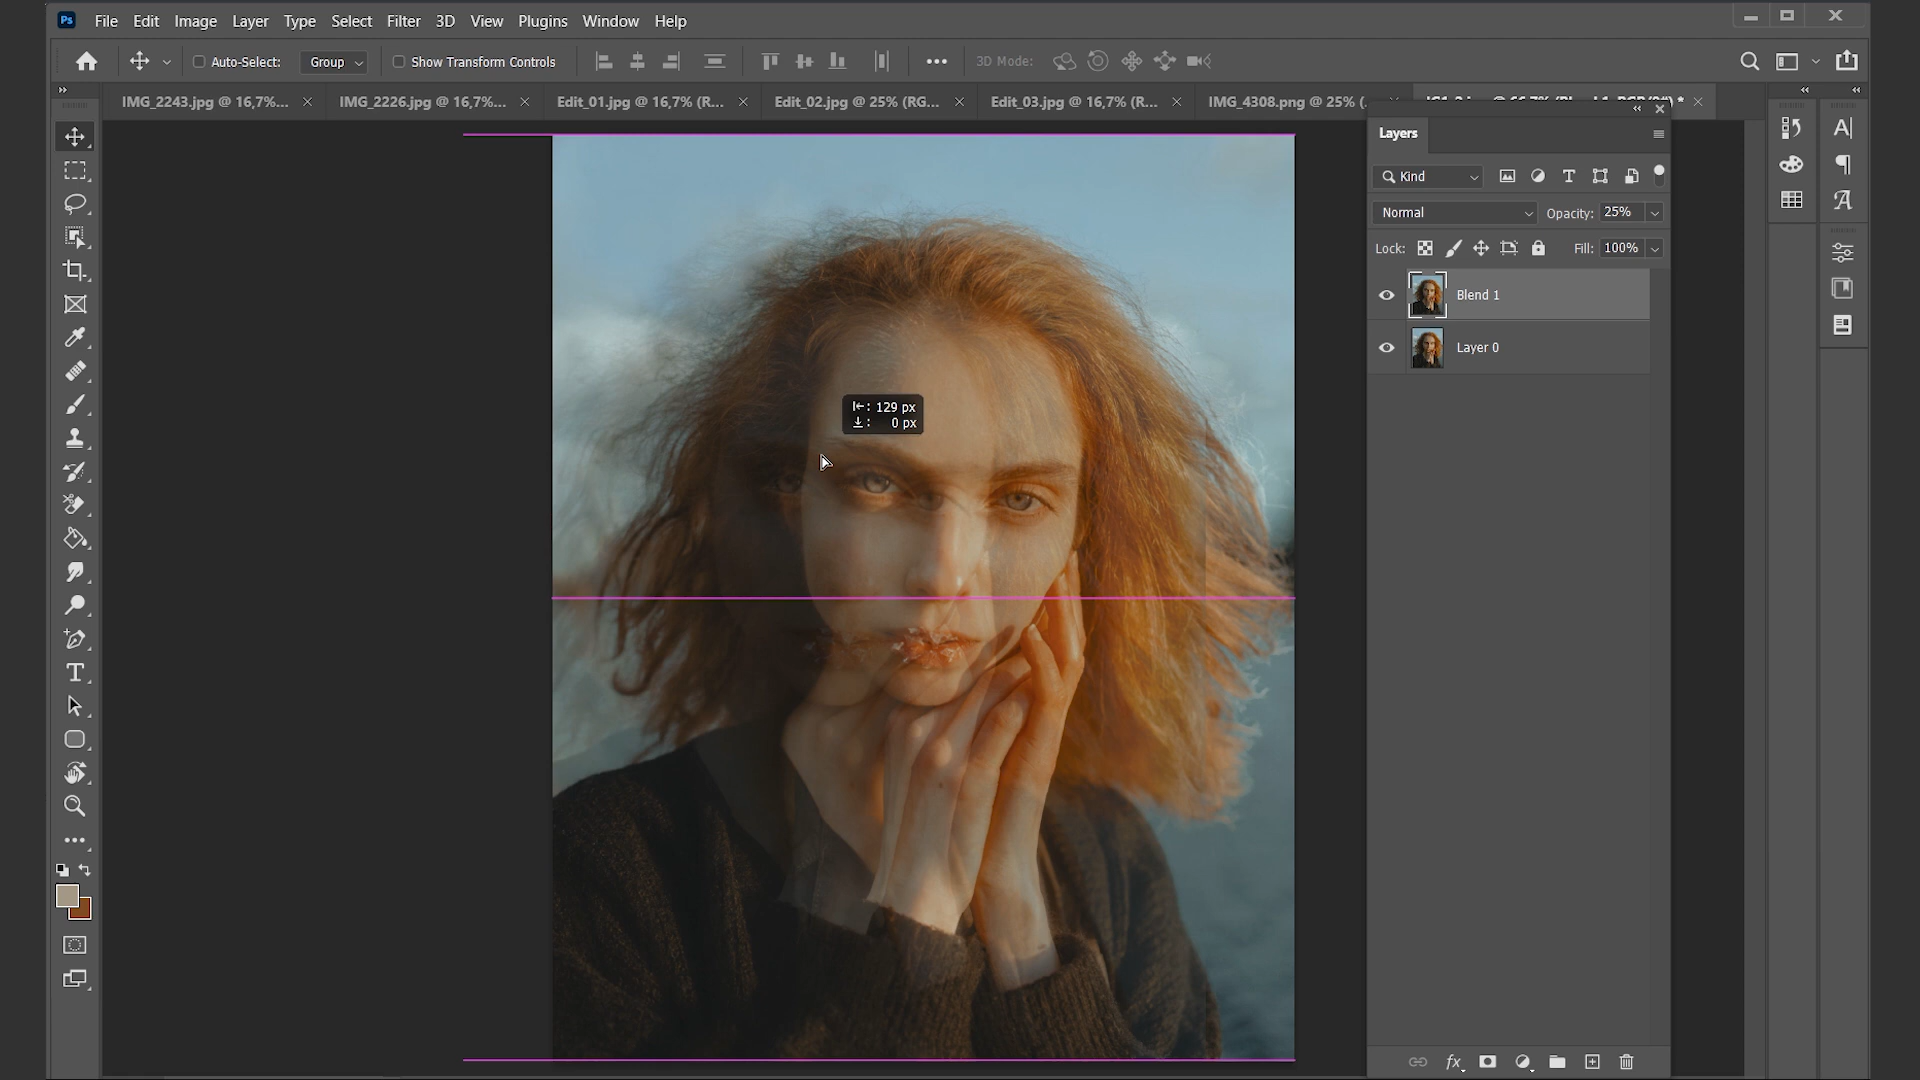 Ps File Edit Image Layer Type Select Filter 3D View Plugins Window Help
Auto-Select: Group Show Transform Controls 3D Mode:
IMG_2243.jpg @ 16,7%... IMG_2226.jpg @ 16,7%... Edit_01.jpg @ 16,7% (R... Edit_02.jpg @ 25% (RG... Edit_03.jpg @ 16,7% (R... IMG_4308.png @ 25% (...
Layers
Kind
Normal Opacity: 25%
Lock: Fill: 100%
Blend 1
Layer 0
: 129 px
: 0 px